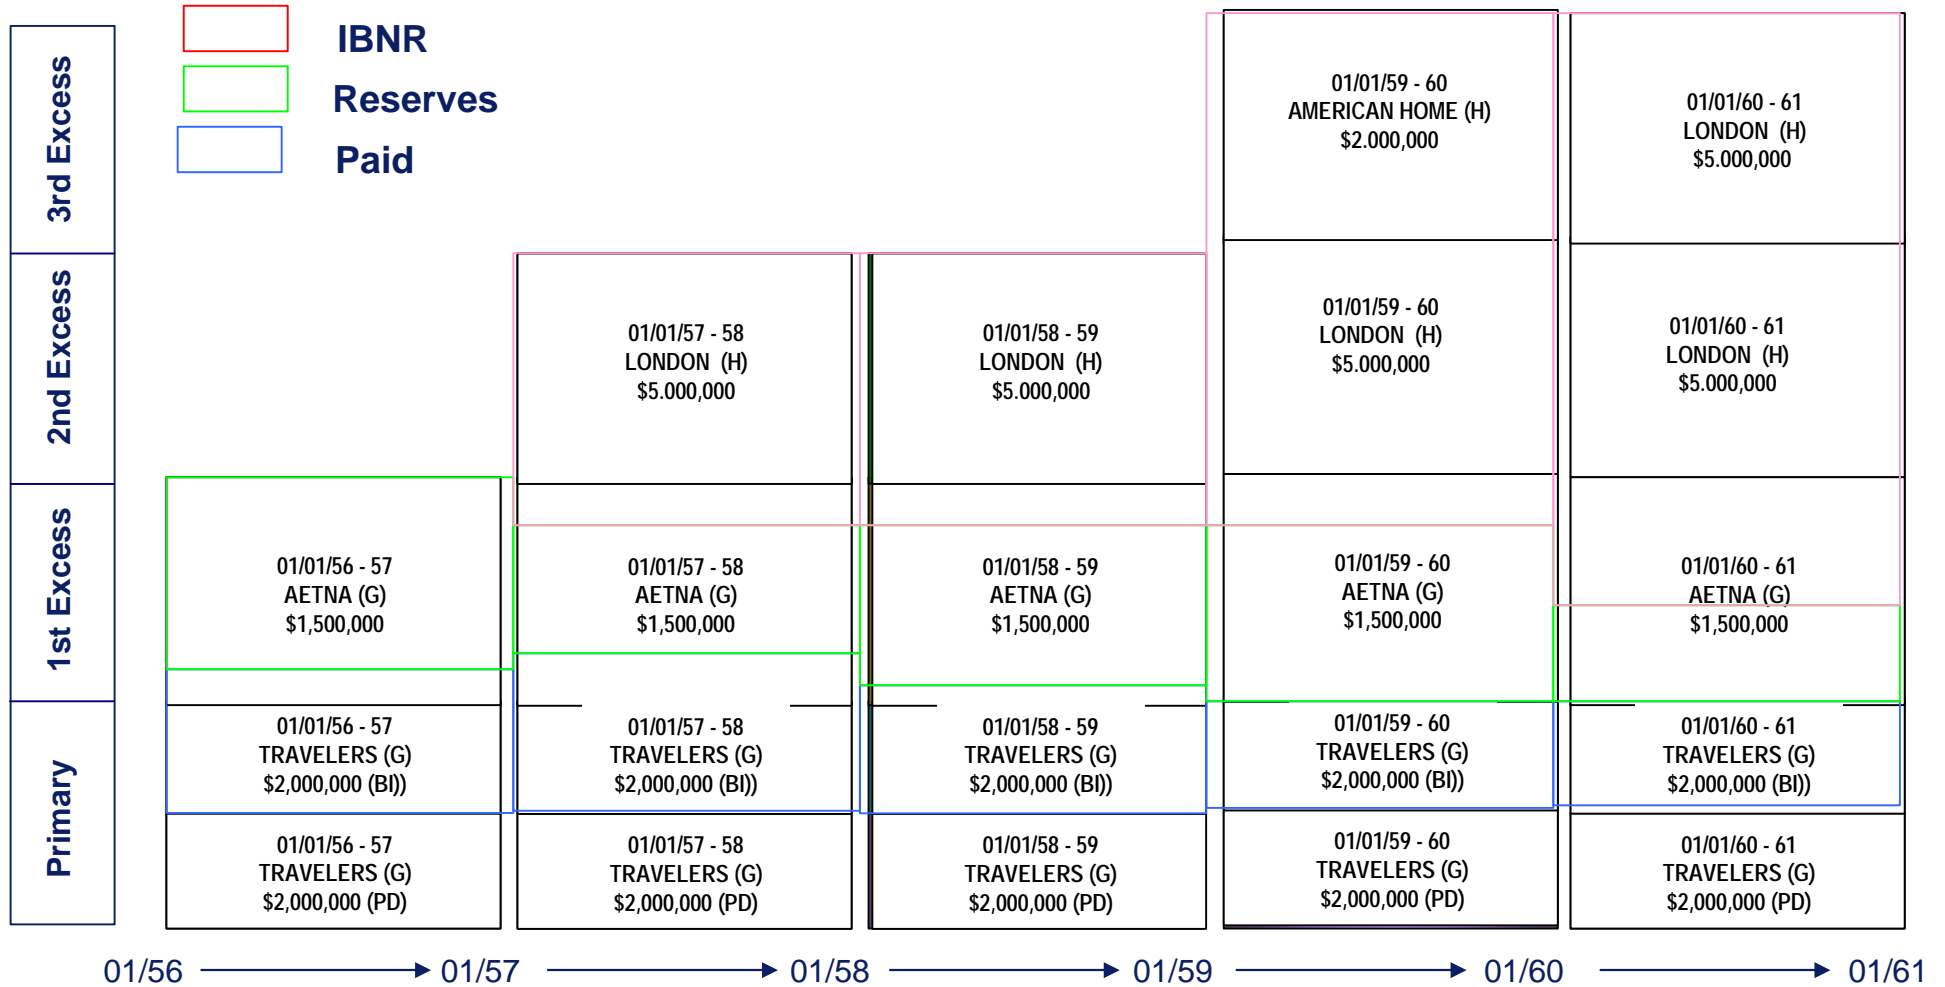 IBNR
Reserves
Paid
3rd Excess
2nd Excess
1st Excess
Primary
01/01/59 - 60
AMERICAN HOME (H)
$2.000,000
01/01/60 - 61
LONDON (H)
$5.000,000
01/01/57 - 58
LONDON (H)
$5.000,000
01/01/58 - 59
LONDON (H)
$5.000,000
01/01/59 - 60
LONDON (H)
$5.000,000
01/01/60 - 61
LONDON (H)
$5.000,000
01/01/56 - 57
AETNA (G)
$1,500,000
01/01/57 - 58
AETNA (G)
$1,500,000
01/01/58 - 59
AETNA (G)
$1,500,000
01/01/59 - 60
AETNA (G)
$1,500,000
01/01/60 - 61
AETNA (G)
$1,500,000
01/01/56 - 57
TRAVELERS (G)
$2,000,000 (BI))
01/01/57 - 58
TRAVELERS (G)
$2,000,000 (BI))
01/01/58 - 59
TRAVELERS (G)
$2,000,000 (BI))
01/01/59 - 60
TRAVELERS (G)
$2,000,000 (BI))
01/01/60 - 61
TRAVELERS (G)
$2,000,000 (BI))
01/01/56 - 57
TRAVELERS (G)
$2,000,000 (PD)
01/01/57 - 58
TRAVELERS (G)
$2,000,000 (PD)
01/01/58 - 59
TRAVELERS (G)
$2,000,000 (PD)
01/01/59 - 60
TRAVELERS (G)
$2,000,000 (PD)
01/01/60 - 61
TRAVELERS (G)
$2,000,000 (PD)
01/56 01/57 01/58 01/59 01/60 01/61